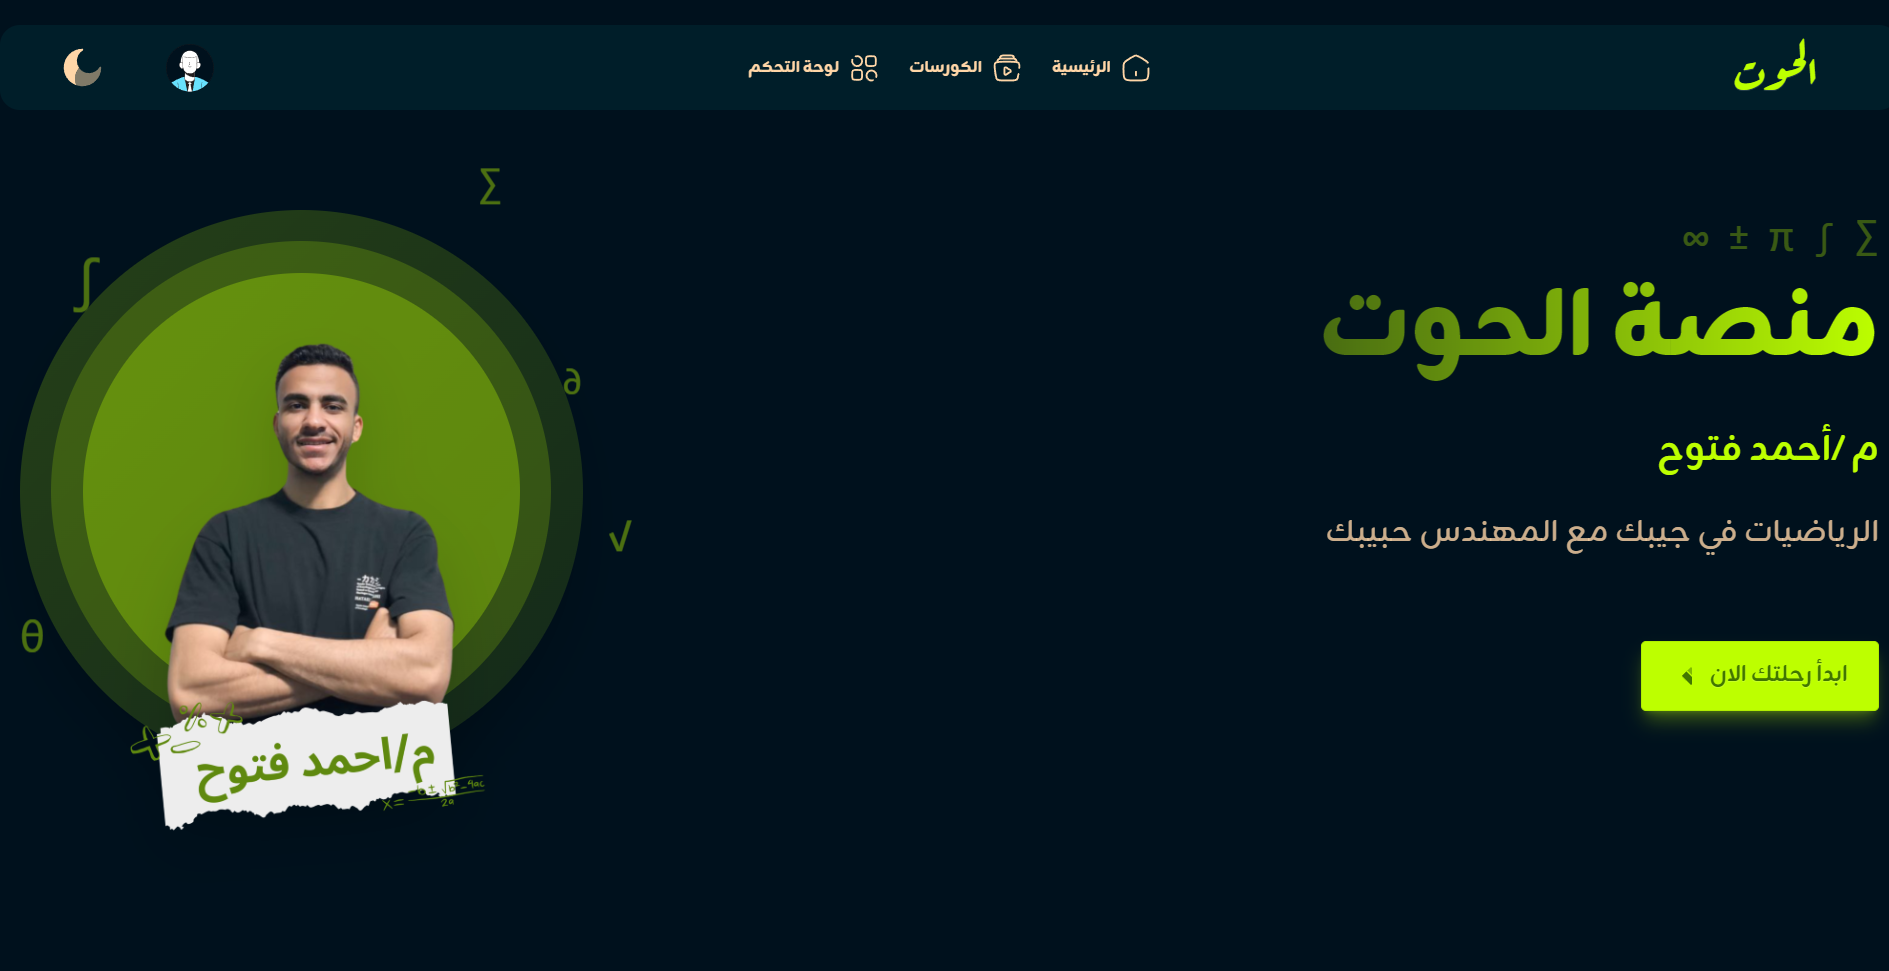 الحوت
الرئيسية
الكورسات
لوحة التحكم
∑ ∫ π ± ∞
منصة الحوت
م /أحمد فتوح
الرياضيات في جيبك مع المهندس حبيبك
ابدأ رحلتك الان
∑
∫
∂
√
θ
م/احمد فتوح